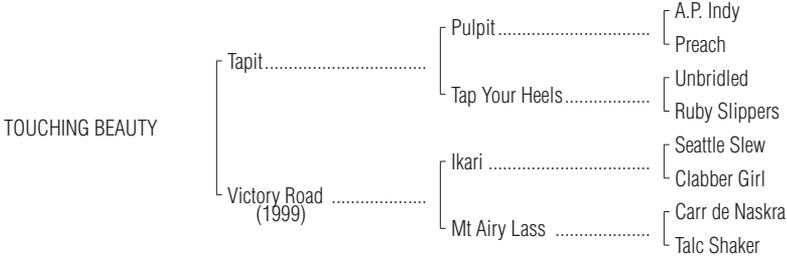 A.P. Indy
Pulpit
Preach
Tapit
Unbridled
Tap Your Heels
Ruby Slippers
TOUCHING BEAUTY
Seattle Slew
Ikari
Clabber Girl
Victory Road
(1999)
Carr de Naskra
Mt Airy Lass
Talc Shaker